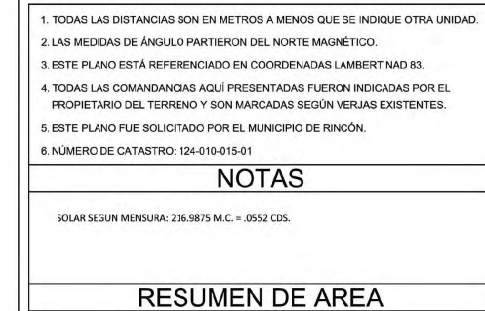 1. TODAS LAS DISTANCIAS SON EN METROS A MENOS QUE SE INDIQUE OTRA UNIDAD.
2. LAS MEDIDAS DE ÁNGULO PARTIERON DEL NORTE MAGNÉTICO.
3. ESTE PLANO ESTÁ REFERENCIADO EN COORDENADAS LAMBERT NAD 83.
4. TODAS LAS COMANDANCIAS AQUÍ PRESENTADAS FUERON INDICADAS POR EL
PROPIETARIO DEL TERRENO Y SON MARCADAS SEGÚN VERJAS EXISTENTES.
5. ESTE PLANO FUE SOLICITADO POR EL MUNICIPIO DE RINCÓN.
6. NÚMERO DE CATASTRO: 124-010-015-01
NOTAS
SOLAR SEGUN MENSURA: 216.9875 M.C. = .0552 CDS.
RESUMEN DE AREA